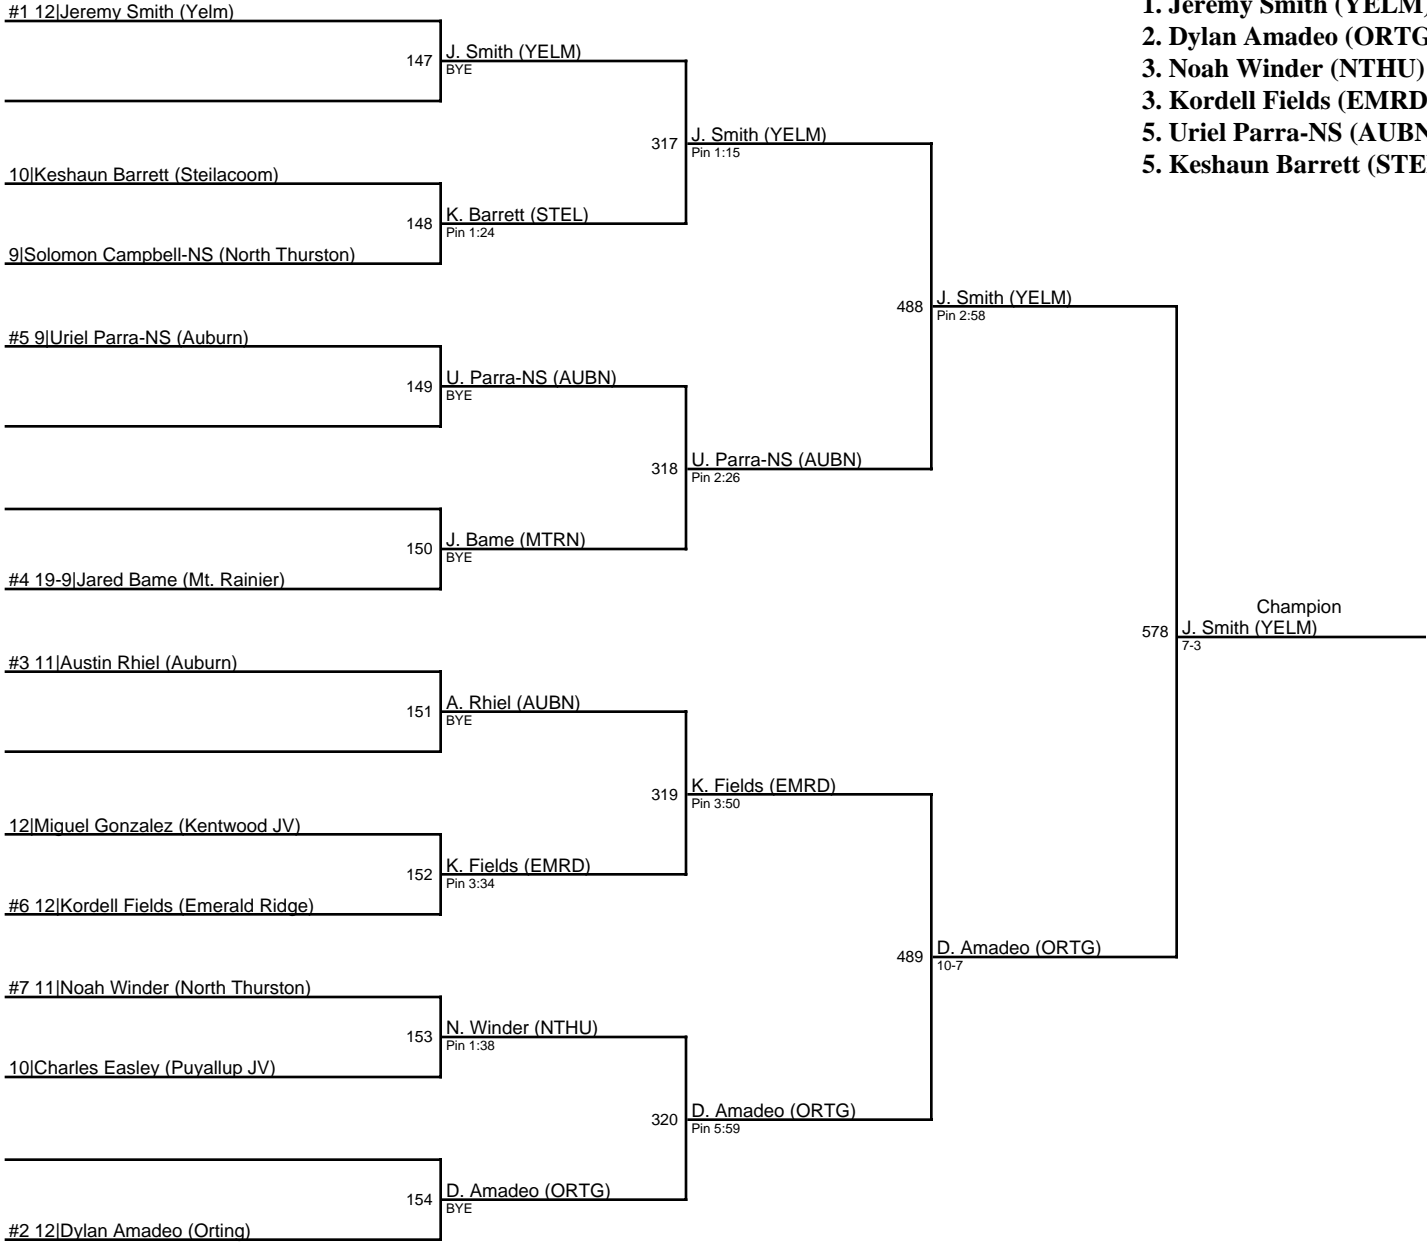 #1 12|Jeremy Smith (Yelm)
147
J. Smith (YELM)
BYE
317
J. Smith (YELM)
Pin 1:15
10|Keshaun Barrett (Steilacoom)
148
K. Barrett (STEL)
Pin 1:24
9|Solomon Campbell-NS (North Thurston)
488
J. Smith (YELM)
Pin 2:58
#5 9|Uriel Parra-NS (Auburn)
149
U. Parra-NS (AUBN)
BYE
318
U. Parra-NS (AUBN)
Pin 2:26
150
J. Bame (MTRN)
BYE
#4 19-9|Jared Bame (Mt. Rainier)
Champion
578
J. Smith (YELM)
7-3
#3 11|Austin Rhiel (Auburn)
151
A. Rhiel (AUBN)
BYE
319
K. Fields (EMRD)
Pin 3:50
12|Miguel Gonzalez (Kentwood JV)
152
K. Fields (EMRD)
Pin 3:34
#6 12|Kordell Fields (Emerald Ridge)
489
D. Amadeo (ORTG)
10-7
#7 11|Noah Winder (North Thurston)
153
N. Winder (NTHU)
Pin 1:38
10|Charles Easley (Puyallup JV)
320
D. Amadeo (ORTG)
Pin 5:59
154
D. Amadeo (ORTG)
BYE
#2 12|Dylan Amadeo (Orting)
1. Jeremy Smith (YELM)
2. Dylan Amadeo (ORTG
3. Noah Winder (NTHU)
3. Kordell Fields (EMRD
5. Uriel Parra-NS (AUBN
5. Keshaun Barrett (STE